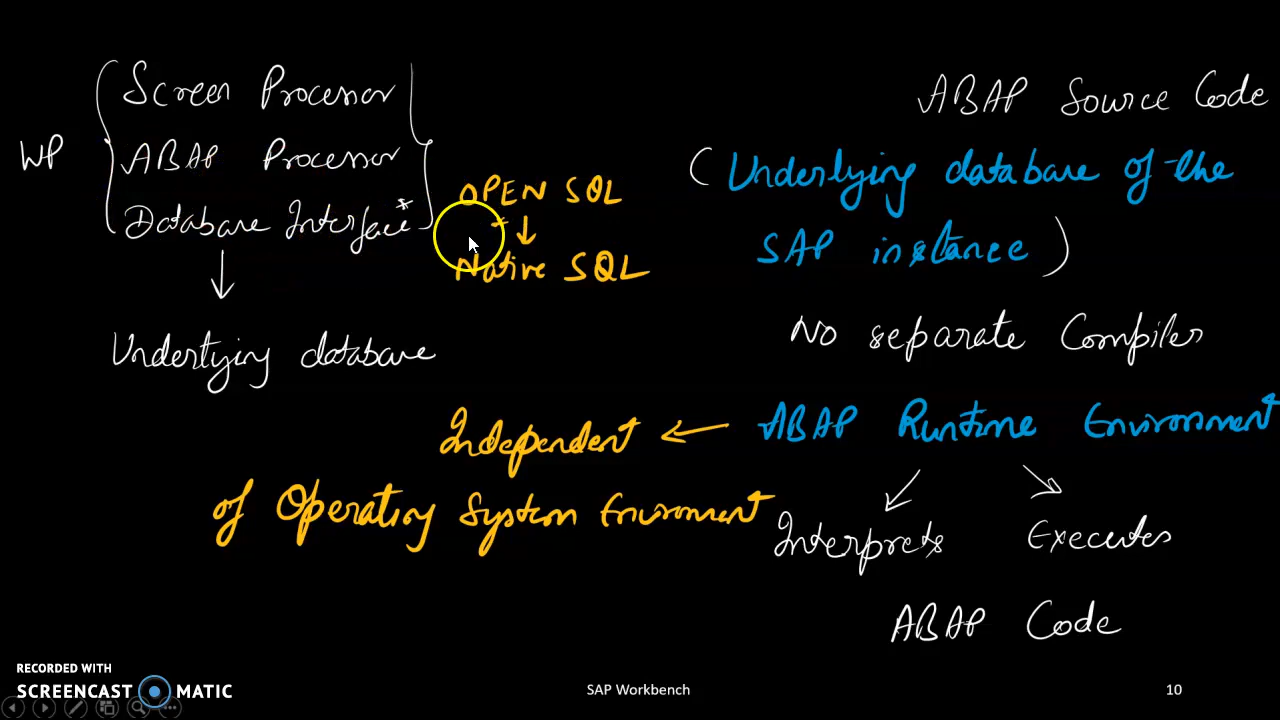 WP
Screen Processor
ABAP Processor
Database Interface*
OPEN SQL
↓
Native SQL
↓
Underlying database
ABAP Source Code
(Underlying database of the
SAP instance)
No separate Compiler
Independent ← ABAP Runtime Environment
of Operating System Environment
Interprets Executes
ABAP Code
RECORDED WITH
SCREENCAST MATIC
SAP Workbench
10